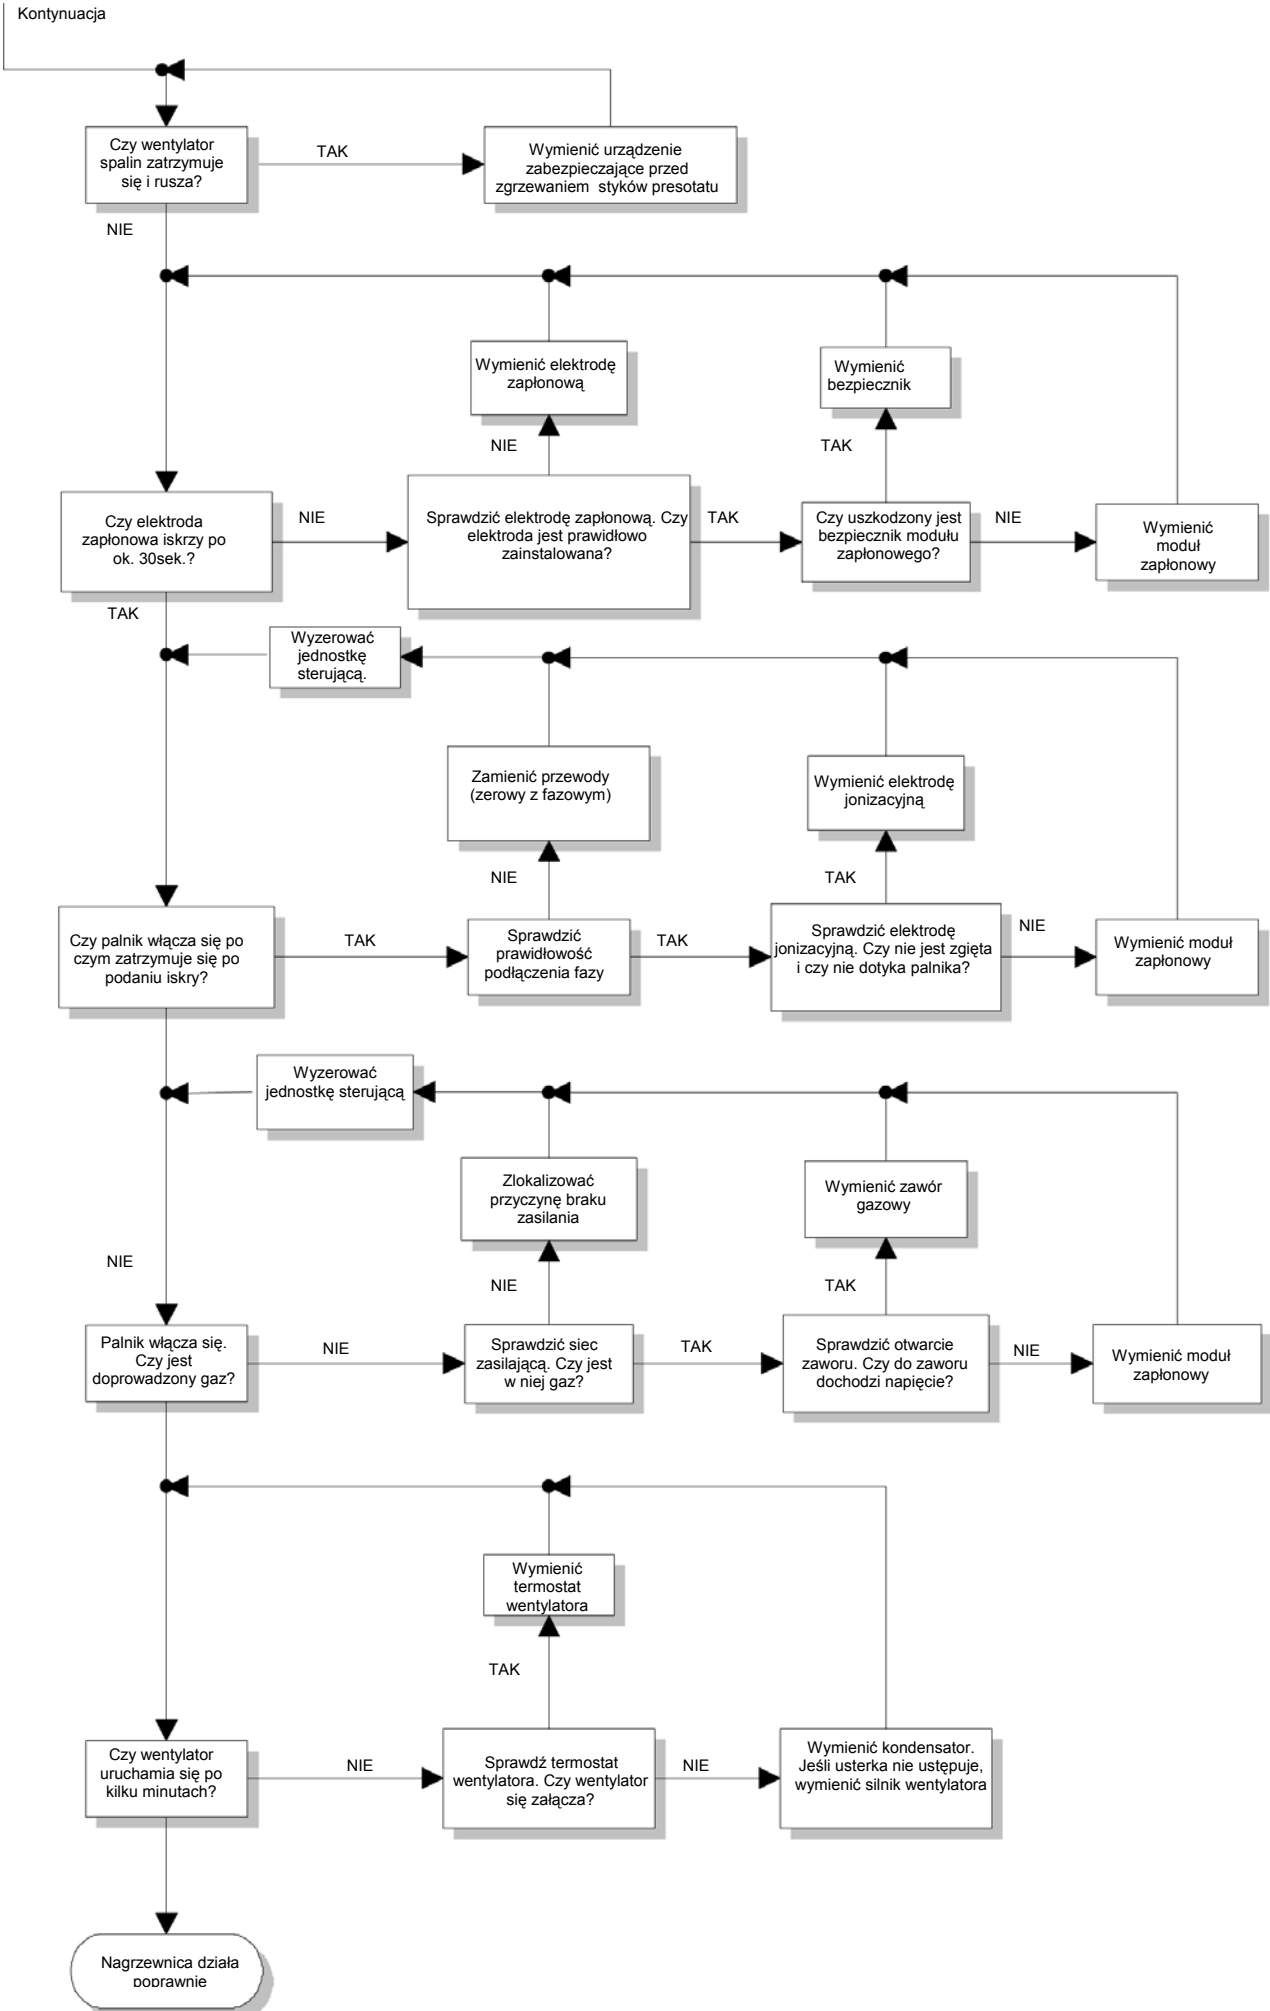 Kontynuacja
Czy wentylator
spalin zatrzymuje
się i rusza?
TAK
Wymienić urządzenie
zabezpieczające przed
zgrzewaniem styków presotatu
NIE
Wymienić elektrodę
zapłonową
Wymienić
bezpiecznik
NIE
TAK
Czy elektroda
zapłonowa iskrzy po
ok. 30sek.?
NIE
Sprawdzić elektrodę zapłonową. Czy
elektroda jest prawidłowo
zainstalowana?
TAK
Czy uszkodzony jest
bezpiecznik modułu
zapłonowego?
NIE
Wymienić
moduł
zapłonowy
TAK
Wyzerować
jednostkę
sterującą.
Zamienić przewody
(zerowy z fazowym)
Wymienić elektrodę
jonizacyjną
NIE
TAK
Czy palnik włącza się po
czym zatrzymuje się po
podaniu iskry?
TAK
Sprawdzić
prawidłowość
podłączenia fazy
TAK
Sprawdzić elektrodę
jonizacyjną. Czy nie jest zgięta
i czy nie dotyka palnika?
NIE
Wymienić moduł
zapłonowy
Wyzerować
jednostkę sterującą
Zlokalizować
przyczynę braku
zasilania
Wymienić zawór
gazowy
NIE
NIE
TAK
Palnik włącza się.
Czy jest
doprowadzony gaz?
NIE
Sprawdzić siec
zasilającą. Czy jest
w niej gaz?
TAK
Sprawdzić otwarcie
zaworu. Czy do zaworu
dochodzi napięcie?
NIE
Wymienić moduł
zapłonowy
Wymienić
termostat
wentylatora
TAK
Czy wentylator
uruchamia się po
kilku minutach?
NIE
Sprawdź termostat
wentylatora. Czy wentylator
się załącza?
NIE
Wymienić kondensator.
Jeśli usterka nie ustępuje,
wymienić silnik wentylatora
Nagrzewnica działa
poprawnie